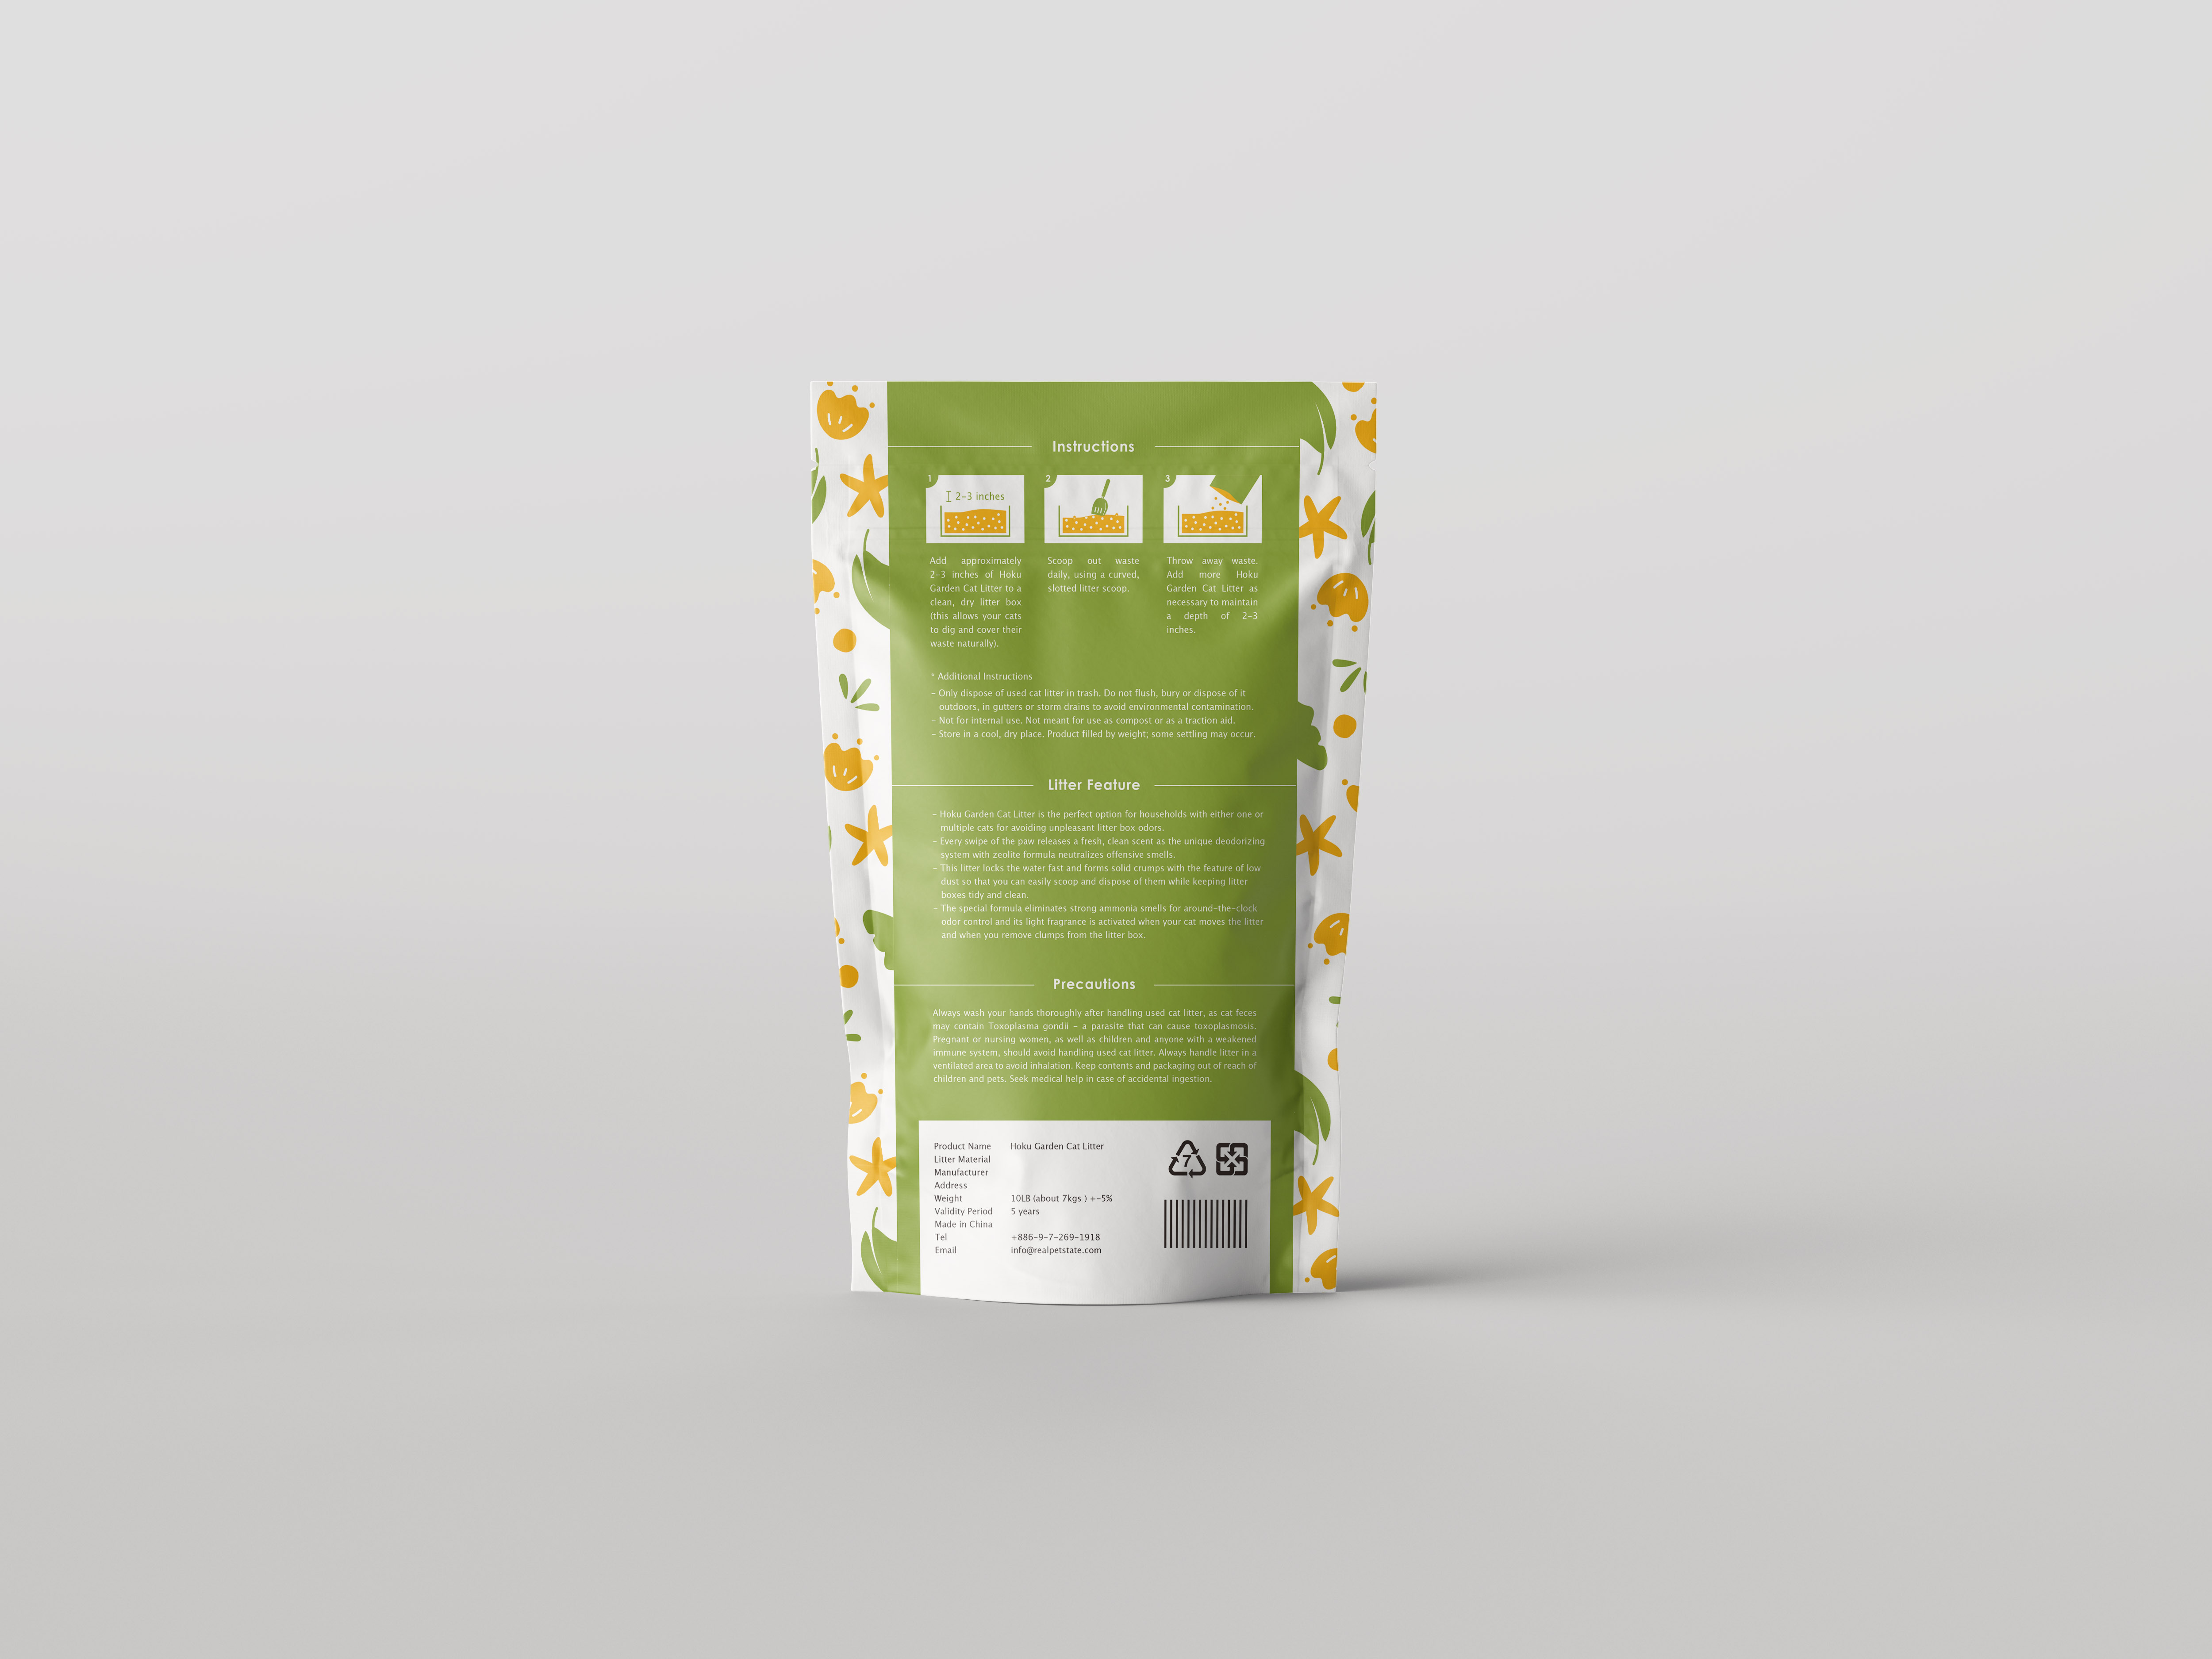 Instructions
1
2-3 inches
2
3
Add approximately
2-3 inches of Hoku
Garden Cat Litter to a
clean, dry litter box
(this allows your cats
to dig and cover their
waste naturally).
Scoop out waste
daily, using a curved,
slotted litter scoop.
Throw away waste.
Add more Hoku
Garden Cat Litter as
necessary to maintain
a depth of 2-3
inches.
* Additional Instructions
- Only dispose of used cat litter in trash. Do not flush, bury or dispose of it
outdoors, in gutters or storm drains to avoid environmental contamination.
- Not for internal use. Not meant for use as compost or as a traction aid.
- Store in a cool, dry place. Product filled by weight; some settling may occur.
Litter Feature
- Hoku Garden Cat Litter is the perfect option for households with either one or
multiple cats for avoiding unpleasant litter box odors.
- Every swipe of the paw releases a fresh, clean scent as the unique deodorizing
system with zeolite formula neutralizes offensive smells.
- This litter locks the water fast and forms solid crumps with the feature of low
dust so that you can easily scoop and dispose of them while keeping litter
boxes tidy and clean.
- The special formula eliminates strong ammonia smells for around-the-clock
odor control and its light fragrance is activated when your cat moves the litter
and when you remove clumps from the litter box.
Precautions
Always wash your hands thoroughly after handling used cat litter, as cat feces
may contain Toxoplasma gondii - a parasite that can cause toxoplasmosis.
Pregnant or nursing women, as well as children and anyone with a weakened
immune system, should avoid handling used cat litter. Always handle litter in a
ventilated area to avoid inhalation. Keep contents and packaging out of reach of
children and pets. Seek medical help in case of accidental ingestion.
Product Name Hoku Garden Cat Litter
Litter Material
Manufacturer
Address
Weight 10LB (about 7kgs ) +-5%
Validity Period 5 years
Made in China
Tel +886-9-7-269-1918
Email info@realpetstate.com
7